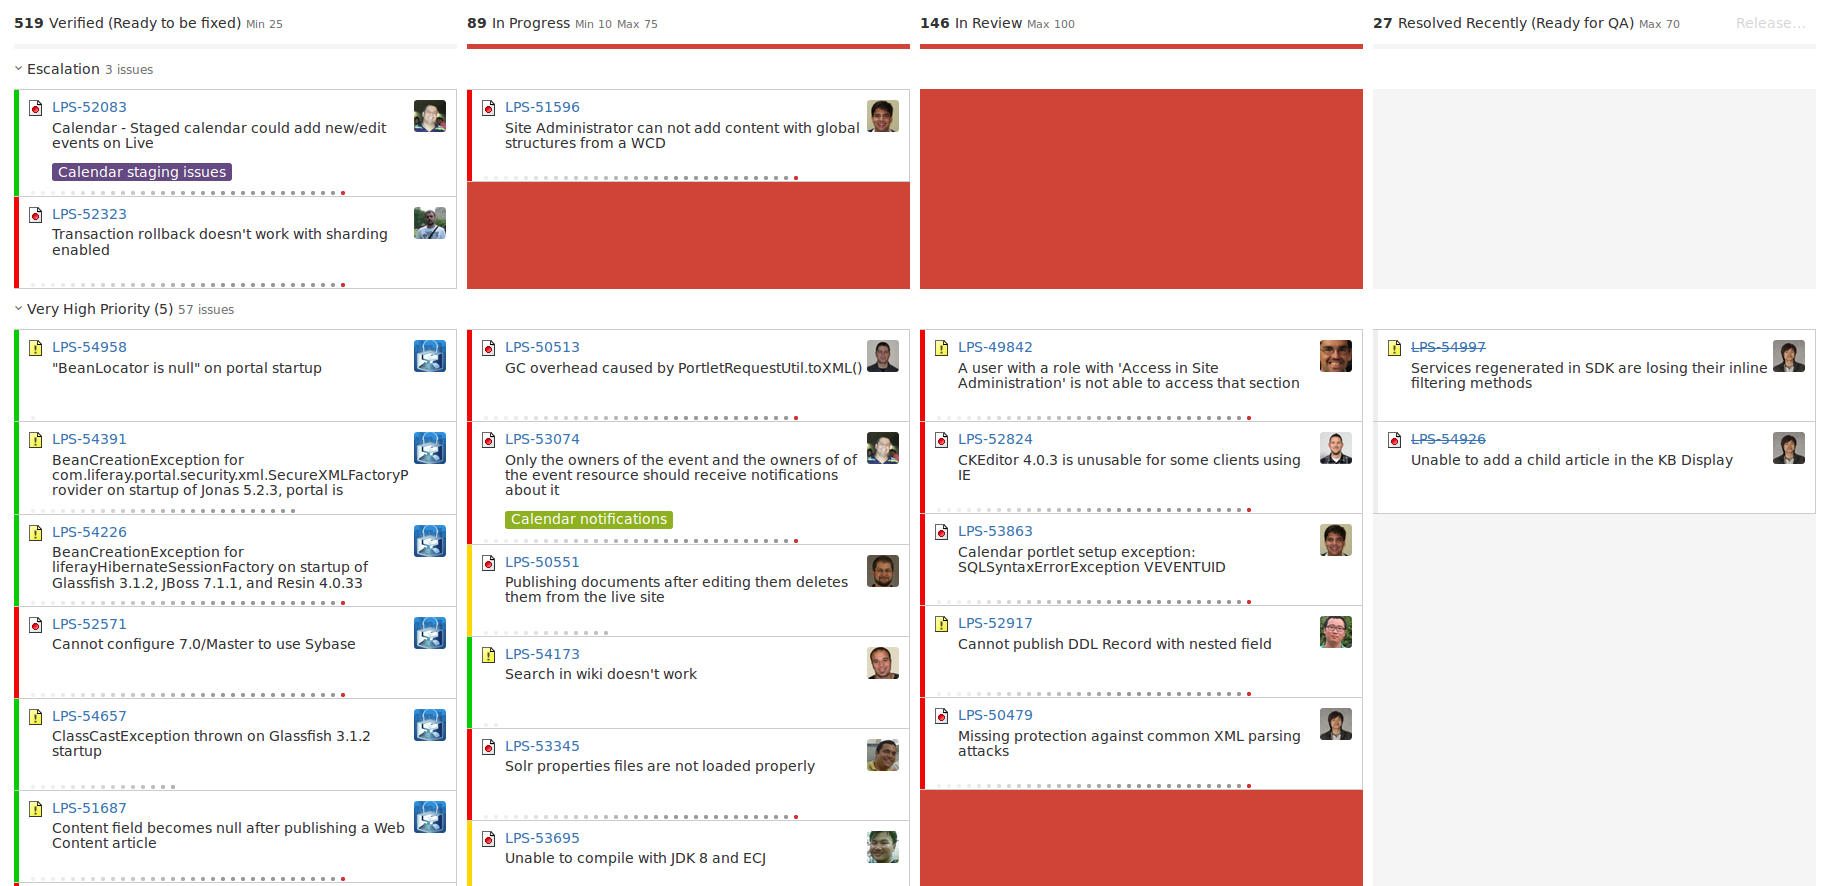 519 Verified (Ready to be fixed) Min 25
89 In Progress Min 10 Max 75
146 In Review Max 100
27 Resolved Recently (Ready for QA) Max 70
Release...
Escalation 3 issues
LPS-52083
Calendar - Staged calendar could add new/edit
events on Live
Calendar staging issues
LPS-52323
Transaction rollback doesn't work with sharding
enabled
LPS-51596
Site Administrator can not add content with global
structures from a WCD
Very High Priority (5) 57 issues
LPS-54958
"BeanLocator is null" on portal startup
LPS-54391
BeanCreationException for
com.liferay.portal.security.xml.SecureXMLFactoryP
rovider on startup of Jonas 5.2.3, portal is
LPS-54226
BeanCreationException for
liferayHibernateSessionFactory on startup of
Glassfish 3.1.2, JBoss 7.1.1, and Resin 4.0.33
LPS-52571
Cannot configure 7.0/Master to use Sybase
LPS-54657
ClassCastException thrown on Glassfish 3.1.2
startup
LPS-51687
Content field becomes null after publishing a Web
Content article
LPS-50513
GC overhead caused by PortletRequestUtil.toXML()
LPS-53074
Only the owners of the event and the owners of of
the event resource should receive notifications
about it
Calendar notifications
LPS-50551
Publishing documents after editing them deletes
them from the live site
LPS-54173
Search in wiki doesn't work
LPS-53345
Solr properties files are not loaded properly
LPS-53695
Unable to compile with JDK 8 and ECJ
LPS-49842
A user with a role with 'Access in Site
Administration' is not able to access that section
LPS-52824
CKEditor 4.0.3 is unusable for some clients using
IE
LPS-53863
Calendar portlet setup exception:
SQLSyntaxErrorException VEVENTUID
LPS-52917
Cannot publish DDL Record with nested field
LPS-50479
Missing protection against common XML parsing
attacks
LPS-54997
Services regenerated in SDK are losing their inline
filtering methods
LPS-54926
Unable to add a child article in the KB Display